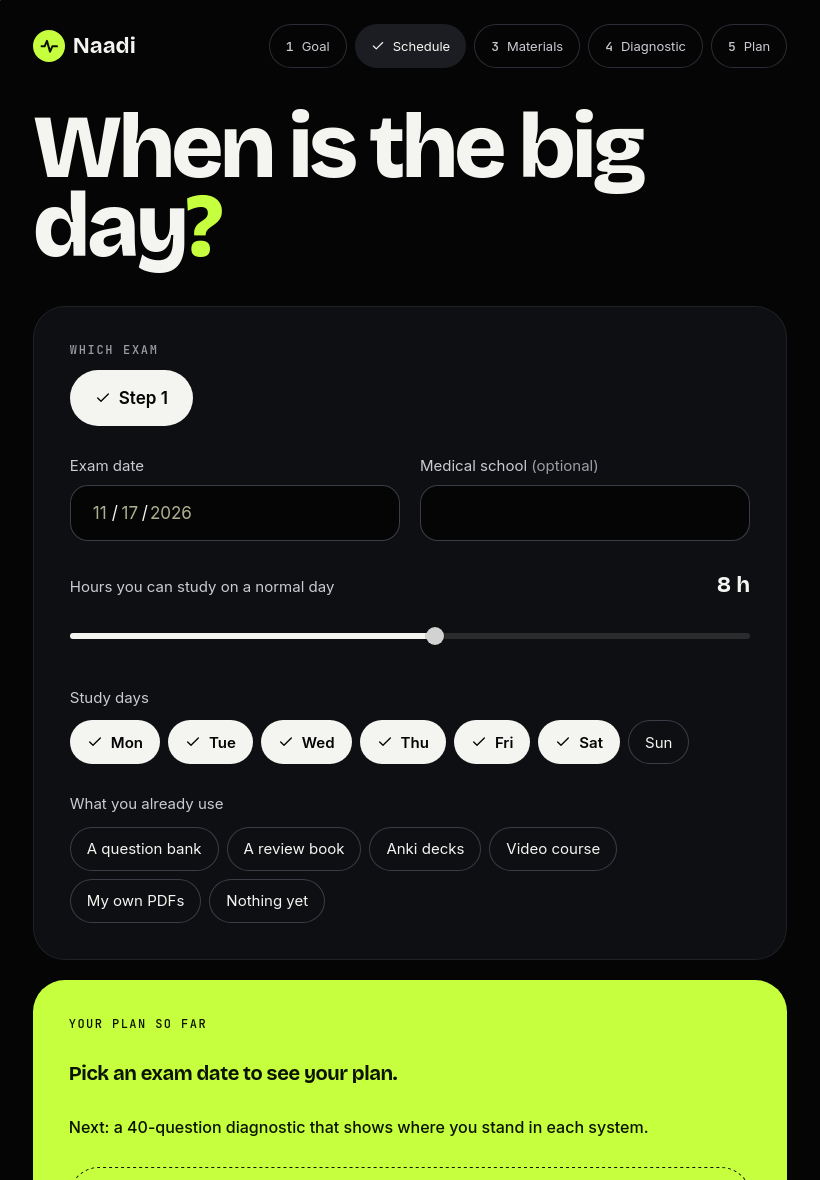 Naadi
1 Goal
Schedule
3 Materials
4 Diagnostic
5 Plan
When is the big
day?
WHICH EXAM
Step 1
Exam date
Medical school (optional)
11 / 17 / 2026
Hours you can study on a normal day
8 h
Study days
Mon
Tue
Wed
Thu
Fri
Sat
Sun
What you already use
A question bank
A review book
Anki decks
Video course
My own PDFs
Nothing yet
YOUR PLAN SO FAR
Pick an exam date to see your plan.
Next: a 40-question diagnostic that shows where you stand in each system.